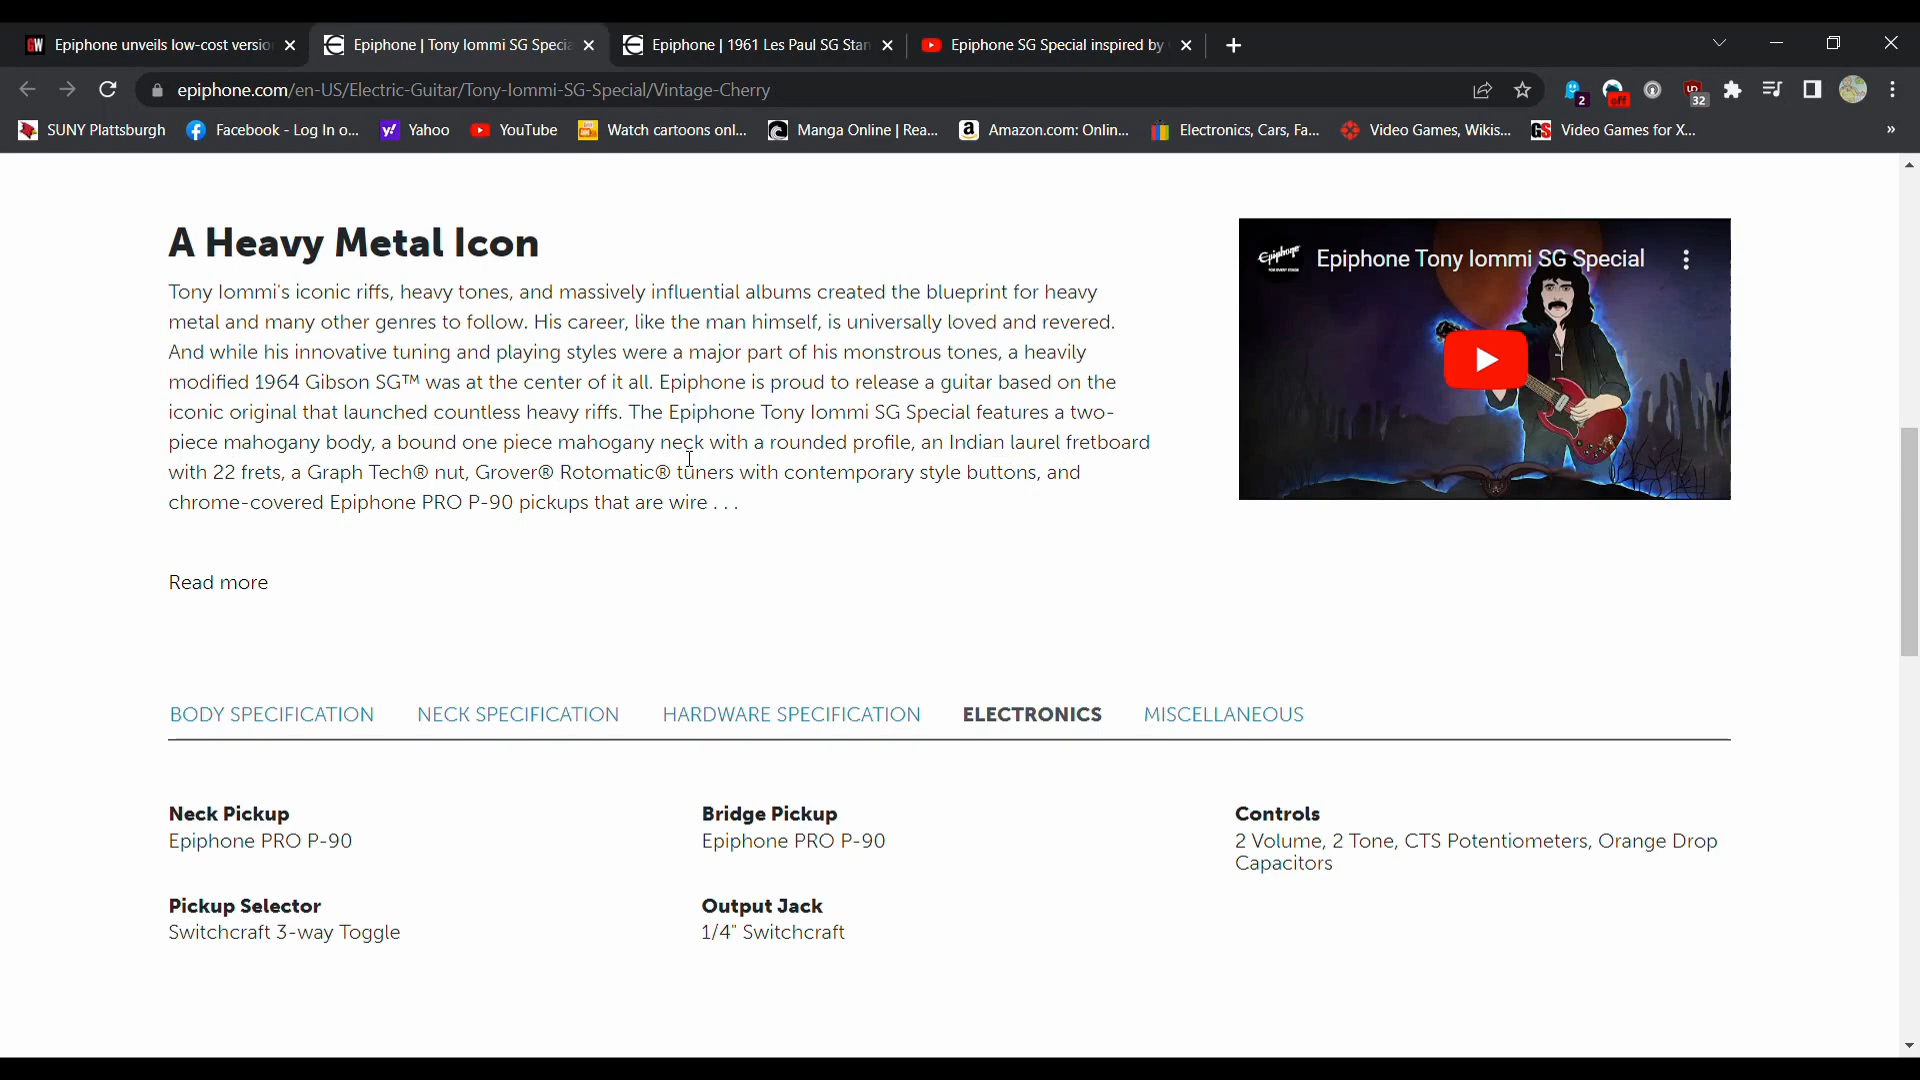 GW Epiphone unveils low-cost versio
Epiphone | Tony Iommi SG Specia
Epiphone | 1961 Les Paul SG Stan
Epiphone SG Special inspired by
epiphone.com/en-US/Electric-Guitar/Tony-Iommi-SG-Special/Vintage-Cherry
2
off
32
SUNY Plattsburgh
Facebook - Log In o...
Yahoo
YouTube
Watch cartoons onl...
Manga Online | Rea...
Amazon.com: Onlin...
Electronics, Cars, Fa...
Video Games, Wikis...
GS Video Games for X...
»
A Heavy Metal Icon
Tony Iommi's iconic riffs, heavy tones, and massively influential albums created the blueprint for heavy
metal and many other genres to follow. His career, like the man himself, is universally loved and revered.
And while his innovative tuning and playing styles were a major part of his monstrous tones, a heavily
modified 1964 Gibson SG™ was at the center of it all. Epiphone is proud to release a guitar based on the
iconic original that launched countless heavy riffs. The Epiphone Tony Iommi SG Special features a two-
piece mahogany body, a bound one piece mahogany neck with a rounded profile, an Indian laurel fretboard
with 22 frets, a Graph Tech® nut, Grover® Rotomatic® tuners with contemporary style buttons, and
chrome-covered Epiphone PRO P-90 pickups that are wire . . .
Epiphone
FOR EVERY STAGE
Epiphone Tony Iommi SG Special
Read more
BODY SPECIFICATION
NECK SPECIFICATION
HARDWARE SPECIFICATION
ELECTRONICS
MISCELLANEOUS
Neck Pickup
Epiphone PRO P-90
Bridge Pickup
Epiphone PRO P-90
Controls
2 Volume, 2 Tone, CTS Potentiometers, Orange Drop
Capacitors
Pickup Selector
Switchcraft 3-way Toggle
Output Jack
1/4" Switchcraft